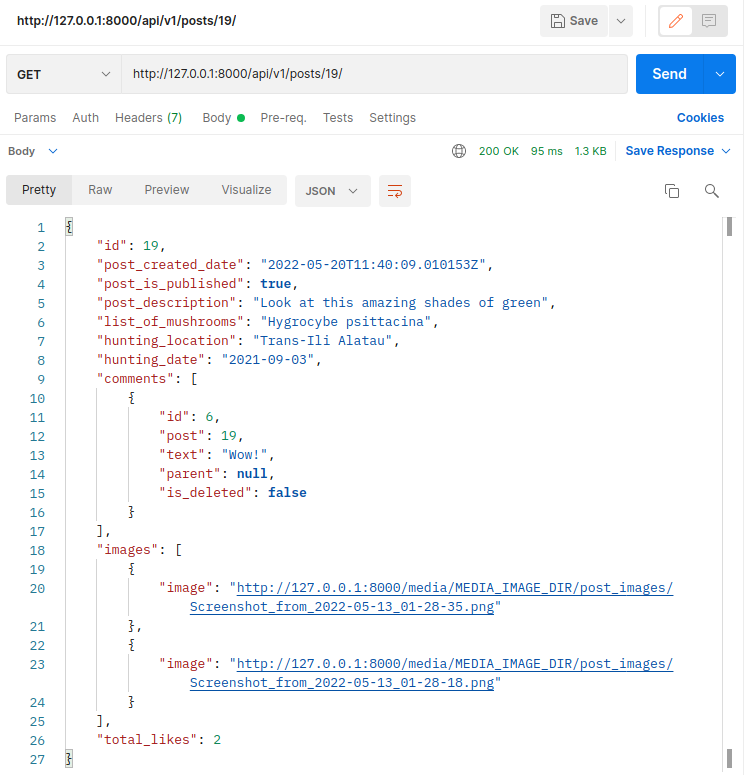 http://127.0.0.1:8000/api/v1/posts/19/
Save
GET
http://127.0.0.1:8000/api/v1/posts/19/
Send
Params Auth Headers (7) Body Pre-req. Tests Settings Cookies
Body 200 OK 95 ms 1.3 KB Save Response
Pretty Raw Preview Visualize JSON
1 {
2 "id": 19,
3 "post_created_date": "2022-05-20T11:40:09.010153Z",
4 "post_is_published": true,
5 "post_description": "Look at this amazing shades of green",
6 "list_of_mushrooms": "Hygrocybe psittacina",
7 "hunting_location": "Trans-Ili Alatau",
8 "hunting_date": "2021-09-03",
9 "comments": [
10 {
11 "id": 6,
12 "post": 19,
13 "text": "Wow!",
14 "parent": null,
15 "is_deleted": false
16 }
17 ],
18 "images": [
19 {
20 "image": "http://127.0.0.1:8000/media/MEDIA_IMAGE_DIR/post_images/
Screenshot_from_2022-05-13_01-28-35.png"
21 },
22 {
23 "image": "http://127.0.0.1:8000/media/MEDIA_IMAGE_DIR/post_images/
Screenshot_from_2022-05-13_01-28-18.png"
24 }
25 ],
26 "total_likes": 2
27 }